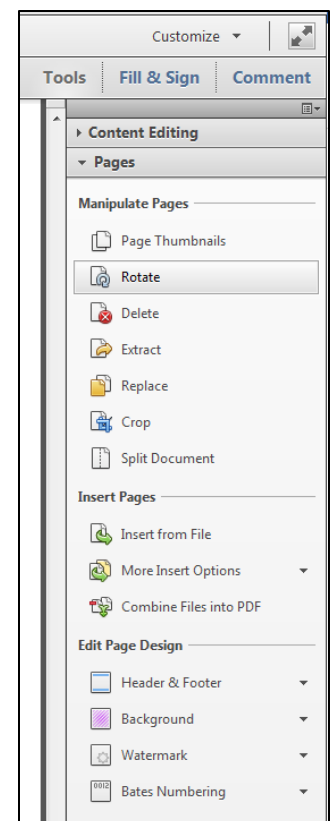 Customize
Tools Fill & Sign Comment
Content Editing
Pages
Manipulate Pages
Page Thumbnails
Rotate
Delete
Extract
Replace
Crop
Split Document
Insert Pages
Insert from File
More Insert Options
Combine Files into PDF
Edit Page Design
Header & Footer
Background
Watermark
0012
Bates Numbering